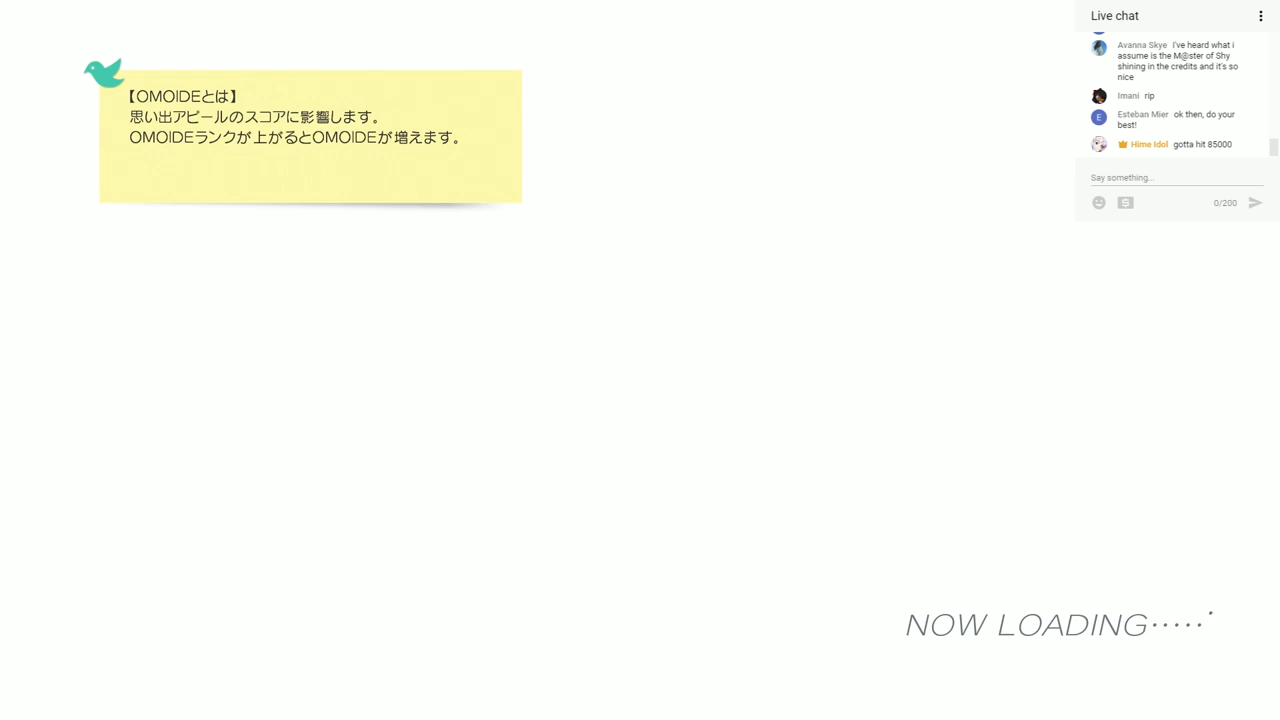 【OMOIDEとは】
思い出アピールのスコアに影響します。
OMOIDEランクが上がるとOMOIDEが増えます。
Live chat
Avanna Skye I've heard what i
assume is the M@ster of Shy
shining in the credits and it's so
nice
Imani rip
E
Esteban Mier ok then, do your
best!
Hime Idol gotta hit 85000
Say something...
0/200
NOW LOADING······